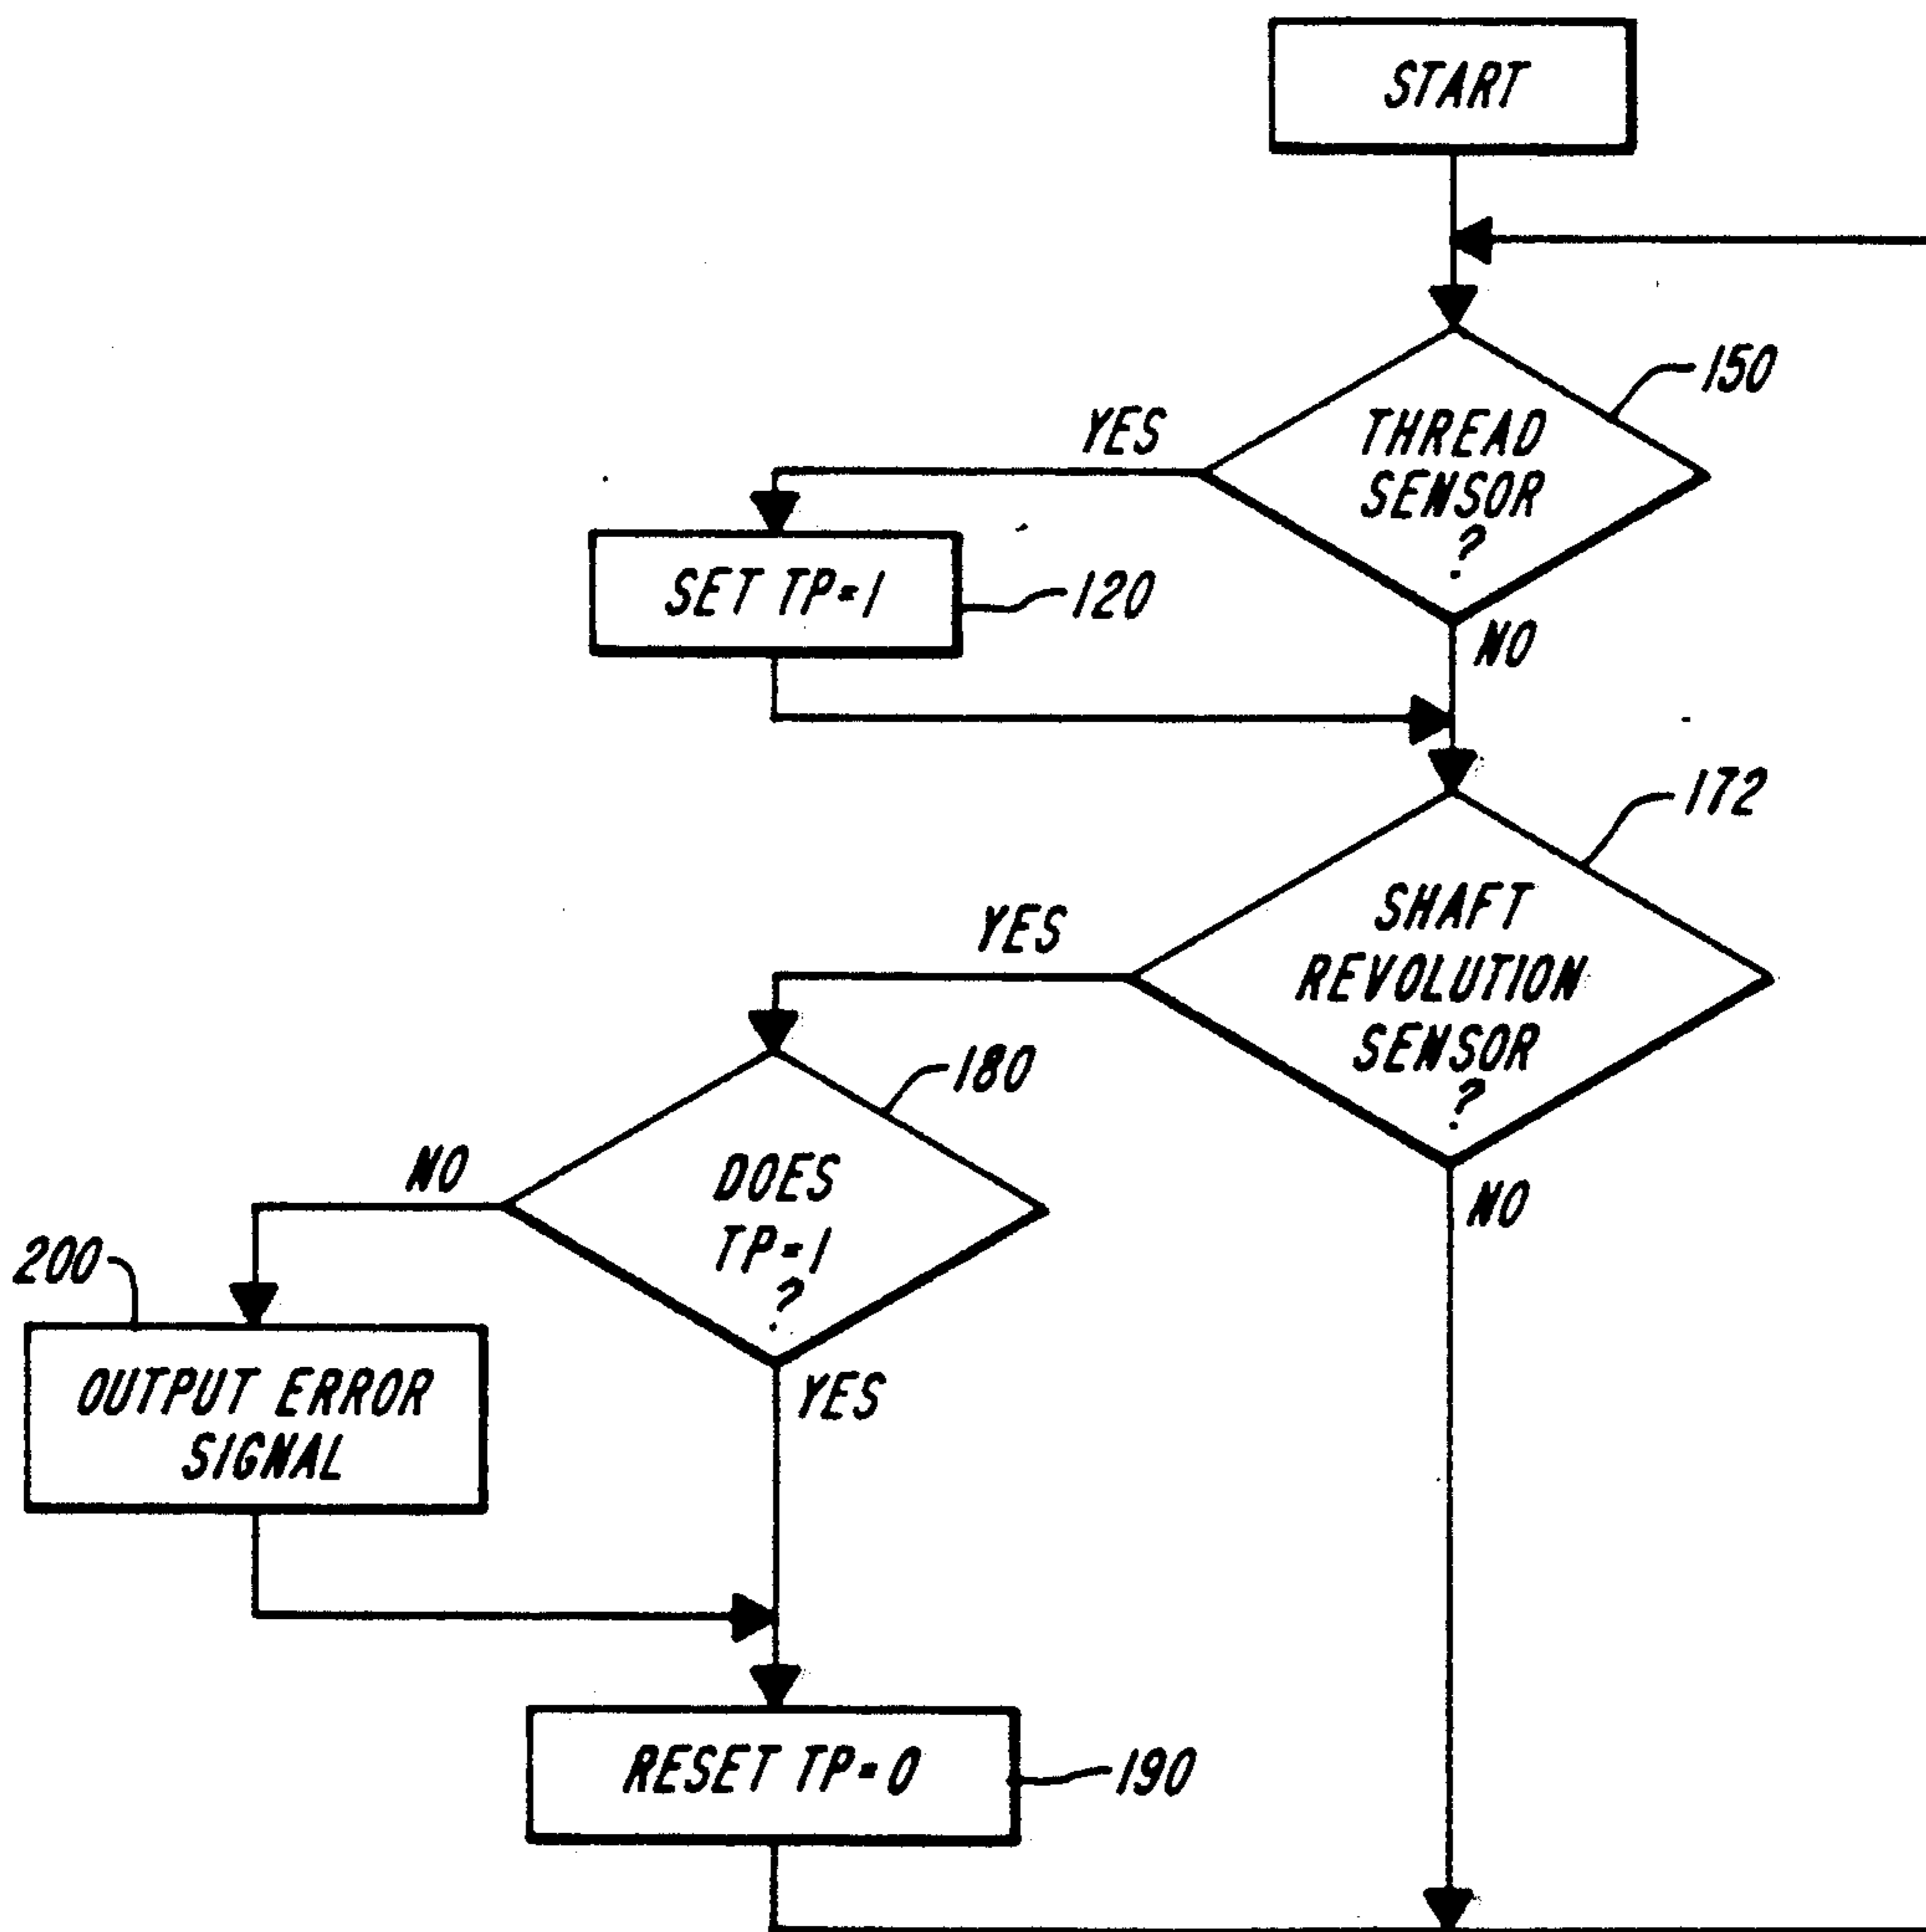 START
150
THREAD
SENSOR
?
YES
SET TP=1
120
NO
172
SHAFT
REVOLUTION
SENSOR
?
YES
180
NO
NO
DOES
TP=1
?
200
OUTPUT ERROR
SIGNAL
YES
RESET TP=0
190